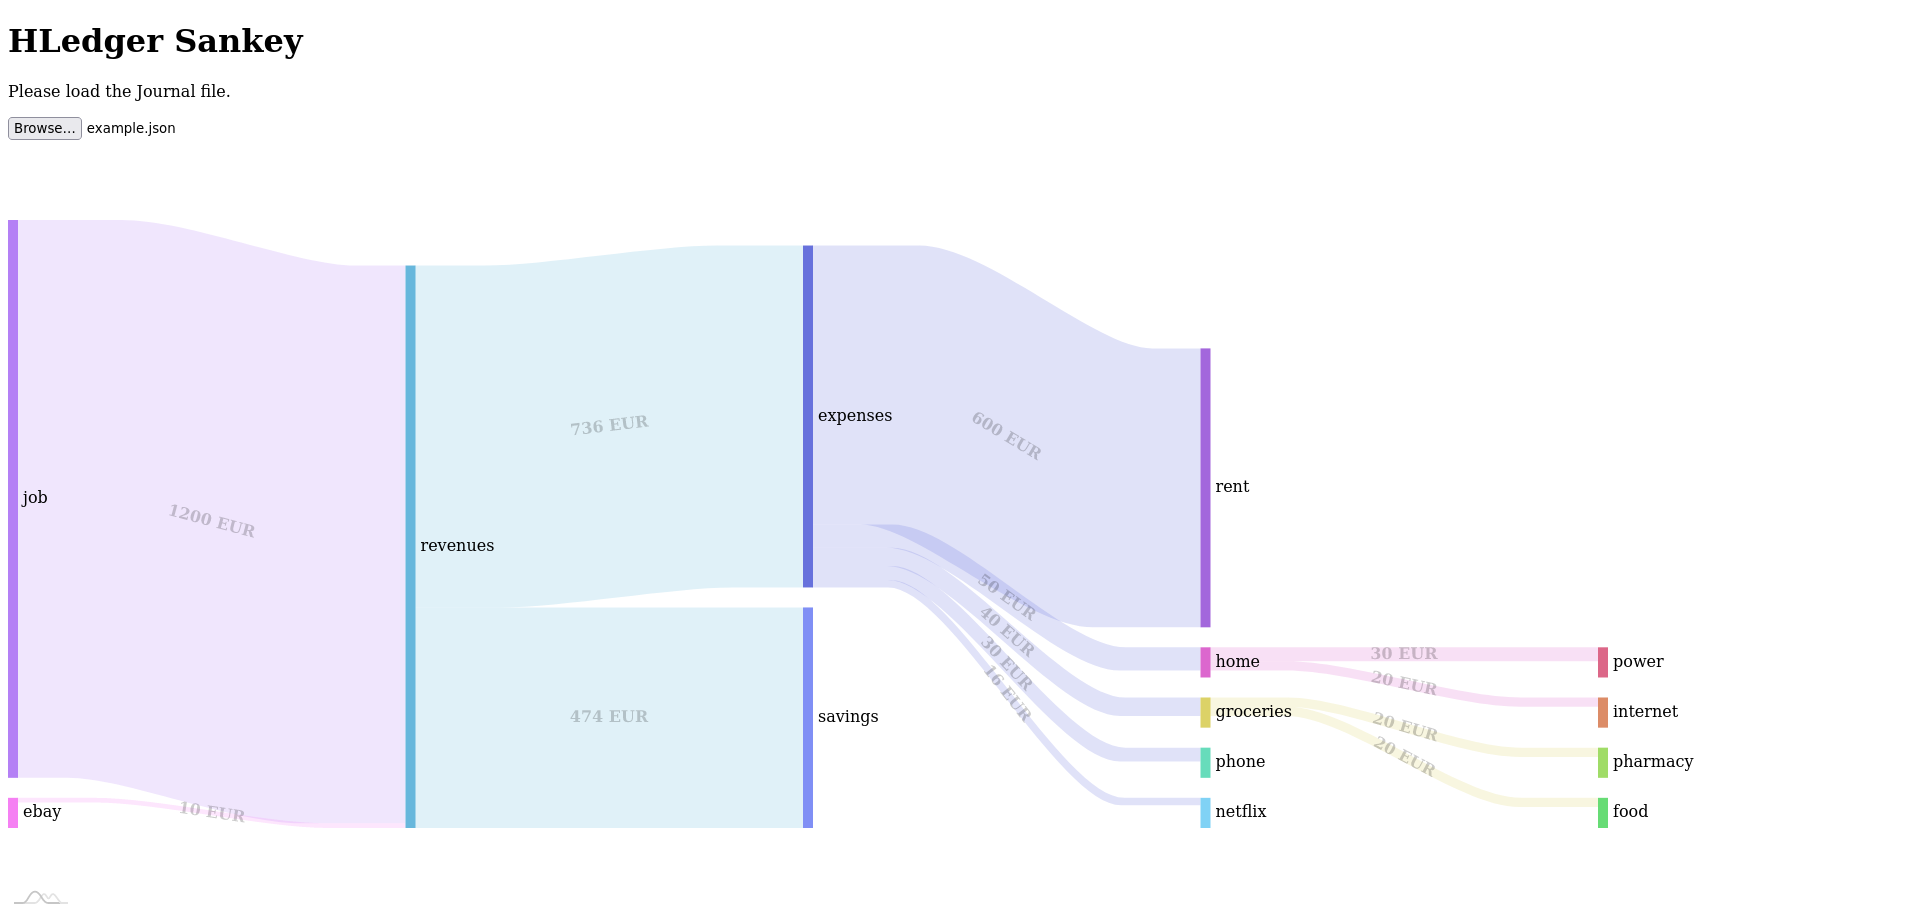 HLedger Sankey
Please load the Journal file.
Browse... example.json
job
1200 EUR
ebay
10 EUR
revenues
736 EUR
474 EUR
expenses
savings
600 EUR
50 EUR
40 EUR
30 EUR
16 EUR
rent
home
groceries
phone
netflix
30 EUR
20 EUR
20 EUR
20 EUR
power
internet
pharmacy
food